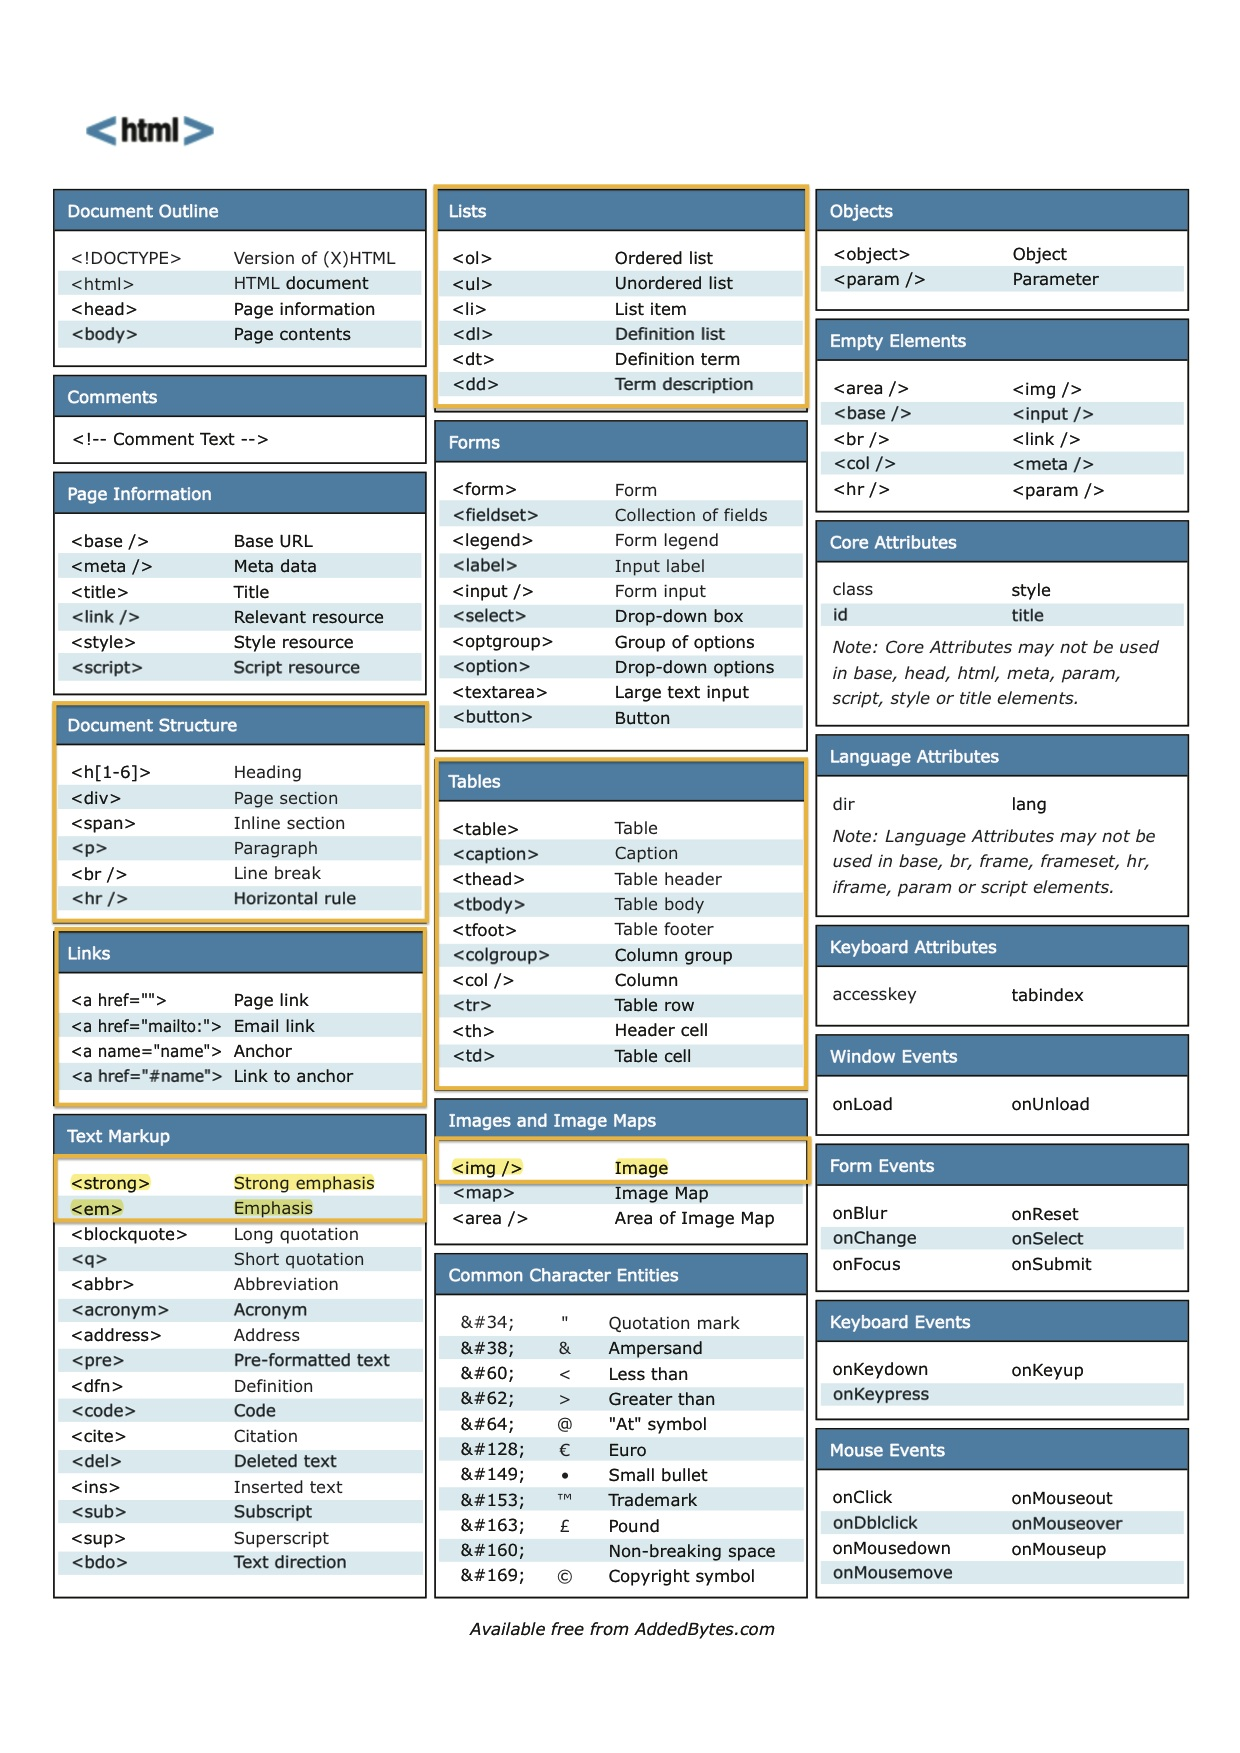 <html>
Document Outline
<!DOCTYPE> Version of (X)HTML
<html> HTML document
<head> Page information
<body> Page contents
Comments
<!-- Comment Text -->
Page Information
<base /> Base URL
<meta /> Meta data
<title> Title
<link /> Relevant resource
<style> Style resource
<script> Script resource
Document Structure
<h[1-6]> Heading
<div> Page section
<span> Inline section
<p> Paragraph
<br /> Line break
<hr /> Horizontal rule
Links
<a href=""> Page link
<a href="mailto:"> Email link
<a name="name"> Anchor
<a href="#name"> Link to anchor
Text Markup
<strong> Strong emphasis
<em> Emphasis
<blockquote> Long quotation
<q> Short quotation
<abbr> Abbreviation
<acronym> Acronym
<address> Address
<pre> Pre-formatted text
<dfn> Definition
<code> Code
<cite> Citation
<del> Deleted text
<ins> Inserted text
<sub> Subscript
<sup> Superscript
<bdo> Text direction
Lists
<ol> Ordered list
<ul> Unordered list
<li> List item
<dl> Definition list
<dt> Definition term
<dd> Term description
Forms
<form> Form
<fieldset> Collection of fields
<legend> Form legend
<label> Input label
<input /> Form input
<select> Drop-down box
<optgroup> Group of options
<option> Drop-down options
<textarea> Large text input
<button> Button
Tables
<table> Table
<caption> Caption
<thead> Table header
<tbody> Table body
<tfoot> Table footer
<colgroup> Column group
<col /> Column
<tr> Table row
<th> Header cell
<td> Table cell
Images and Image Maps
<img /> Image
<map> Image Map
<area /> Area of Image Map
Common Character Entities
&#34; " Quotation mark
&#38; & Ampersand
&#60; < Less than
&#62; > Greater than
&#64; @ "At" symbol
&#128; € Euro
&#149; • Small bullet
&#153; ™ Trademark
&#163; £ Pound
&#160; Non-breaking space
&#169; © Copyright symbol
Objects
<object> Object
<param /> Parameter
Empty Elements
<area /> <img />
<base /> <input />
<br /> <link />
<col /> <meta />
<hr /> <param />
Core Attributes
class style
id title
Note: Core Attributes may not be used
in base, head, html, meta, param,
script, style or title elements.
Language Attributes
dir lang
Note: Language Attributes may not be
used in base, br, frame, frameset, hr,
iframe, param or script elements.
Keyboard Attributes
accesskey tabindex
Window Events
onLoad onUnload
Form Events
onBlur onReset
onChange onSelect
onFocus onSubmit
Keyboard Events
onKeydown onKeyup
onKeypress
Mouse Events
onClick onMouseout
onDblclick onMouseover
onMousedown onMouseup
onMousemove
Available free from AddedBytes.com